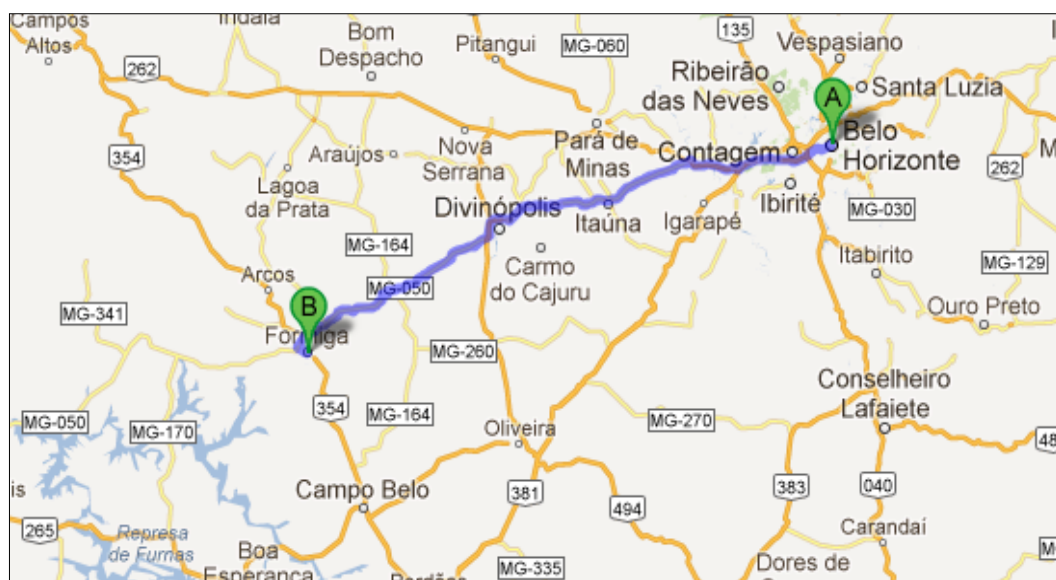 Campos
Altos
Bom
Despacho
Pitangui
MG-060
135
Vespasiano
262
Ribeirão
das Neves
Santa Luzia
A
Belo
Horizonte
354
Araújos
Nova
Serrana
Pará de
Minas
Contagem
262
Lagoa
da Prata
Divinópolis
Itaúna
Igarapé
Ibirité
MG-030
MG-164
Carmo
do Cajuru
Itabirito
MG-129
Arcos
MG-050
B
Formiga
MG-341
Ouro Preto
MG-260
Conselheiro
Lafaiete
354
MG-164
MG-050
MG-170
MG-270
Oliveira
Campo Belo
381
494
383
040
265
Represa
de Furnas
Boa
Esperança
Carandaí
MG-335
Dores de